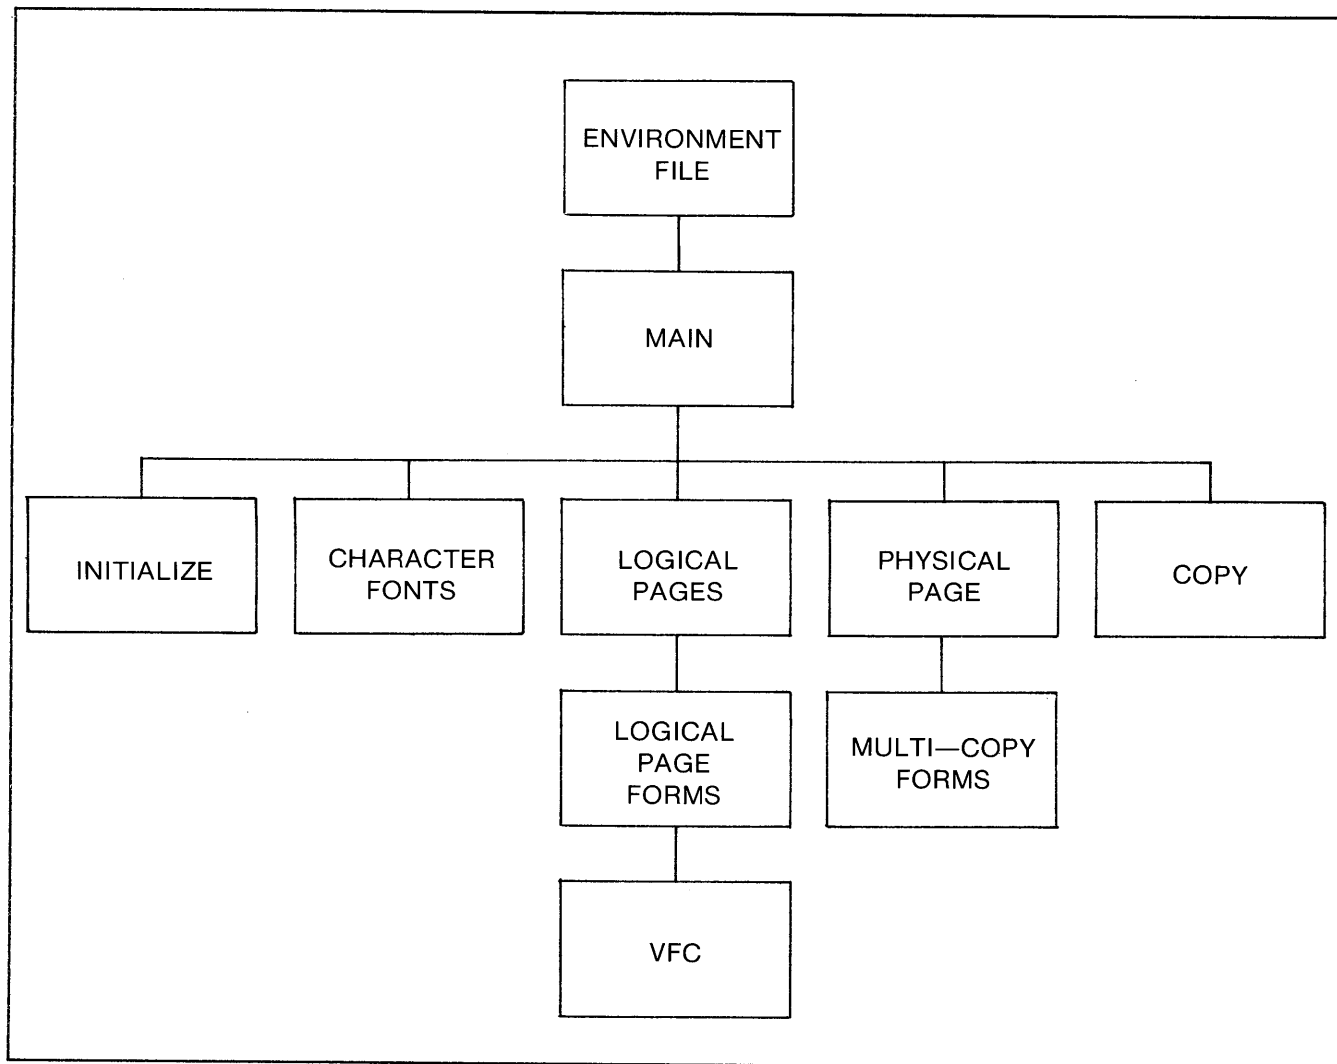 ENVIRONMENT
FILE
MAIN
INITIALIZE
CHARACTER
FONTS
LOGICAL
PAGES
PHYSICAL
PAGE
COPY
LOGICAL
PAGE
FORMS
MULTI—COPY
FORMS
VFC